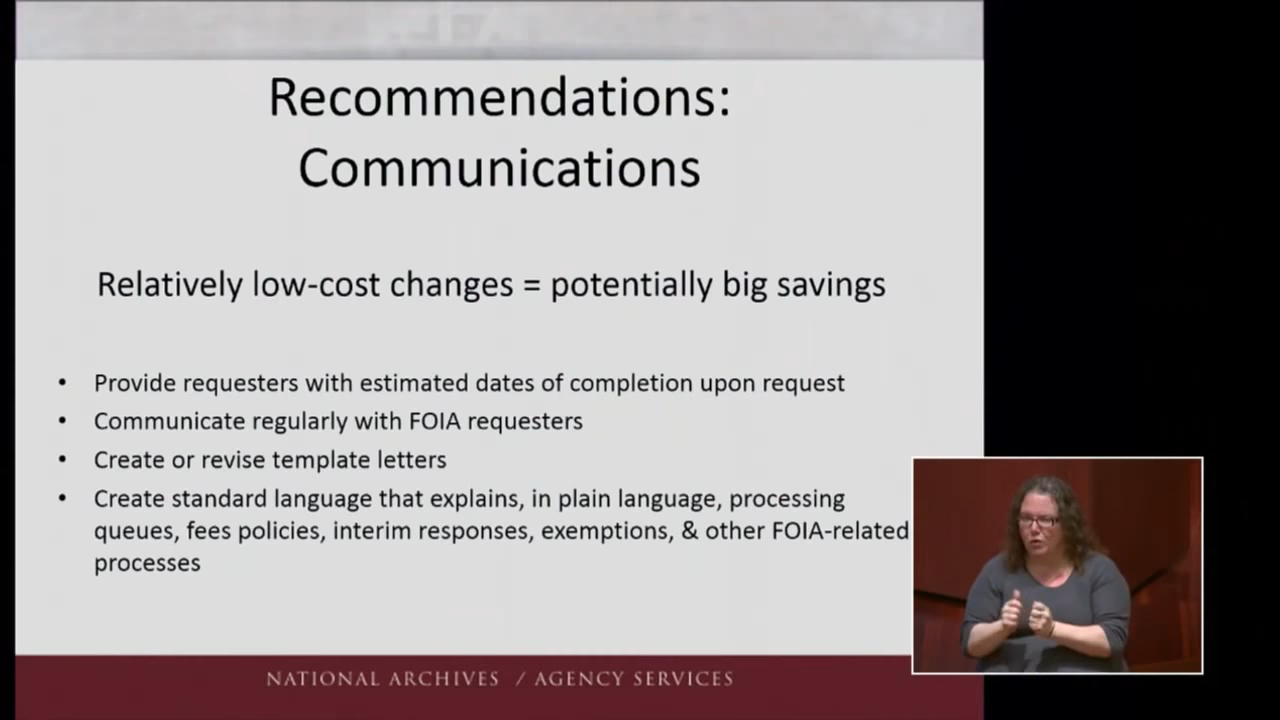 Recommendations:
Communications
Relatively low-cost changes = potentially big savings
• Provide requesters with estimated dates of completion upon request
• Communicate regularly with FOIA requesters
• Create or revise template letters
• Create standard language that explains, in plain language, processing
queues, fees policies, interim responses, exemptions, & other FOIA-related
processes
NATIONAL ARCHIVES / AGENCY SERVICES